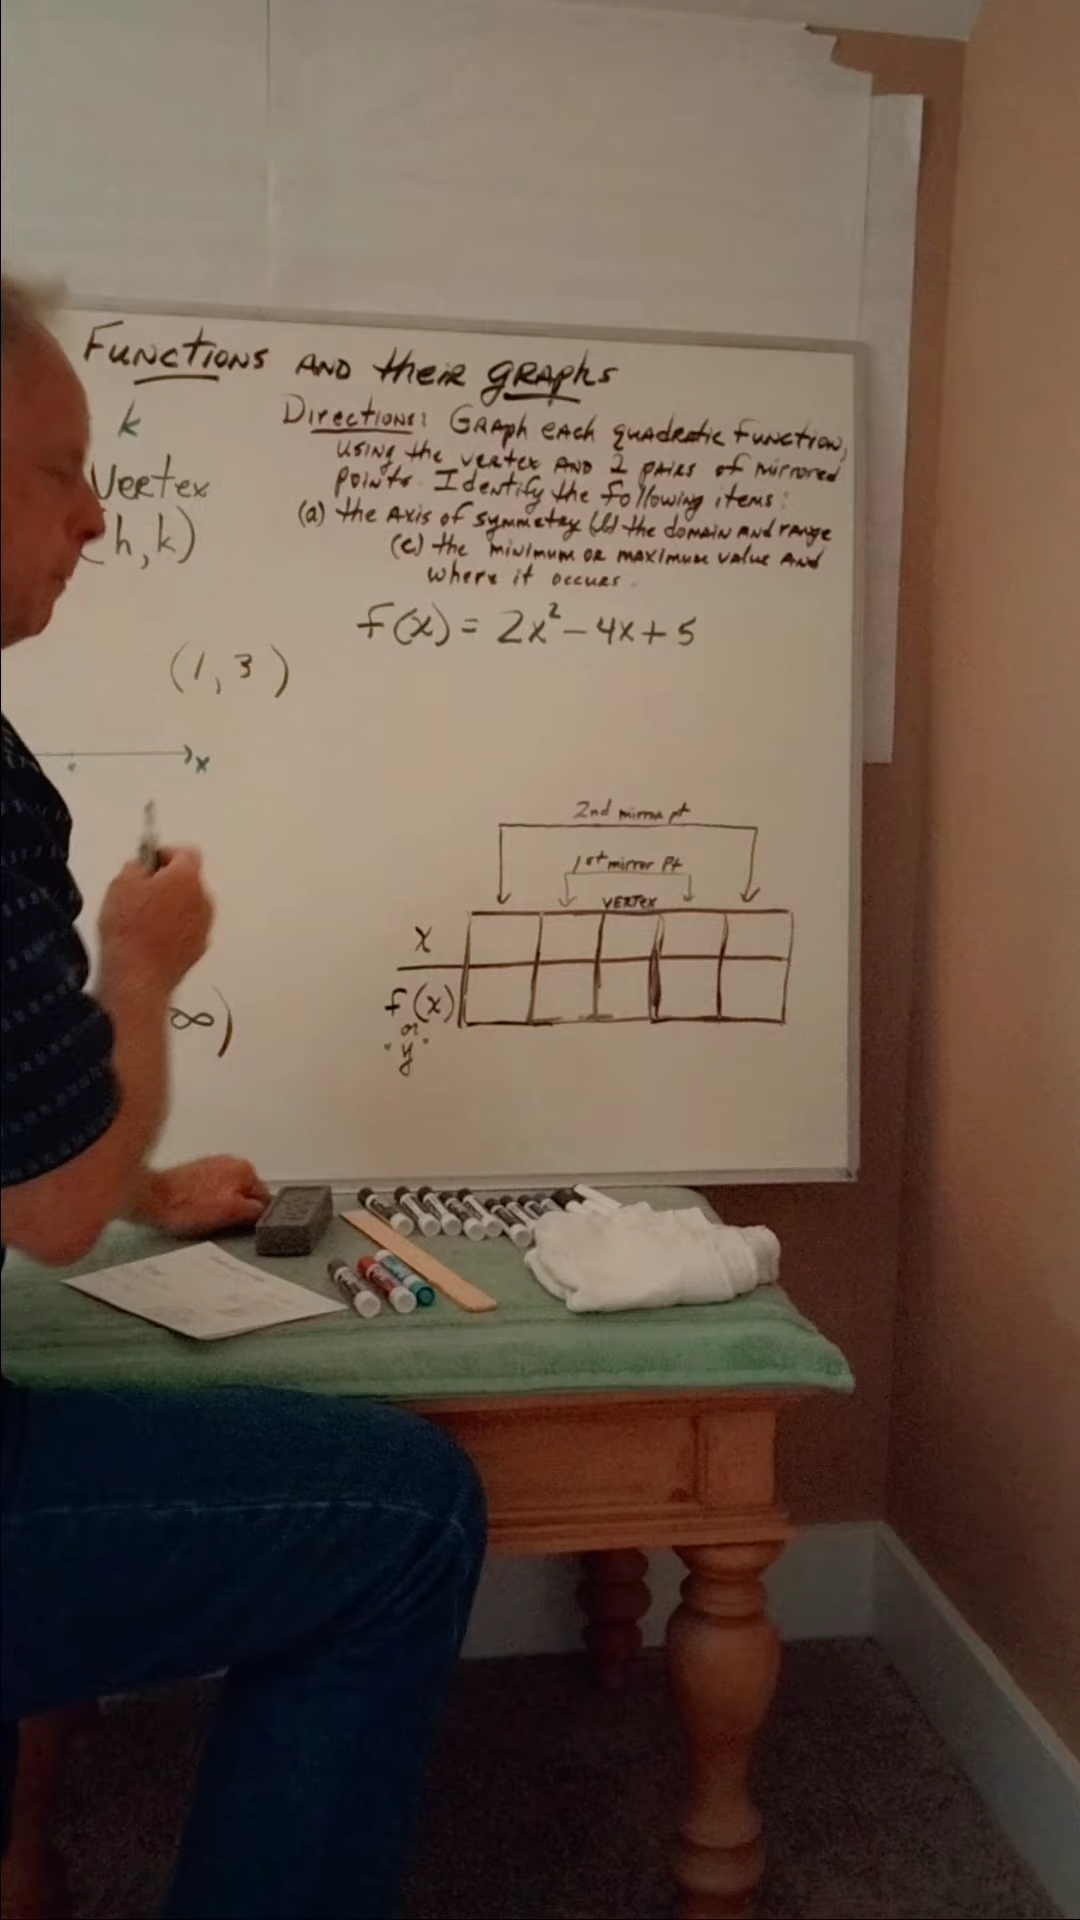 Functions and their graphs
k
Vertex
(h, k)
Directions: Graph each quadratic function,
using the vertex and 2 pairs of mirrored
points. Identify the following items:
(a) the axis of symmetry (b) the domain and range
(c) the minimum or maximum value and
where it occurs.
f(x) = 2x² - 4x + 5
(1, 3)
x
2nd mirror pt
1st mirror pt
vertex
x
f(x)
or
"y"
∞)